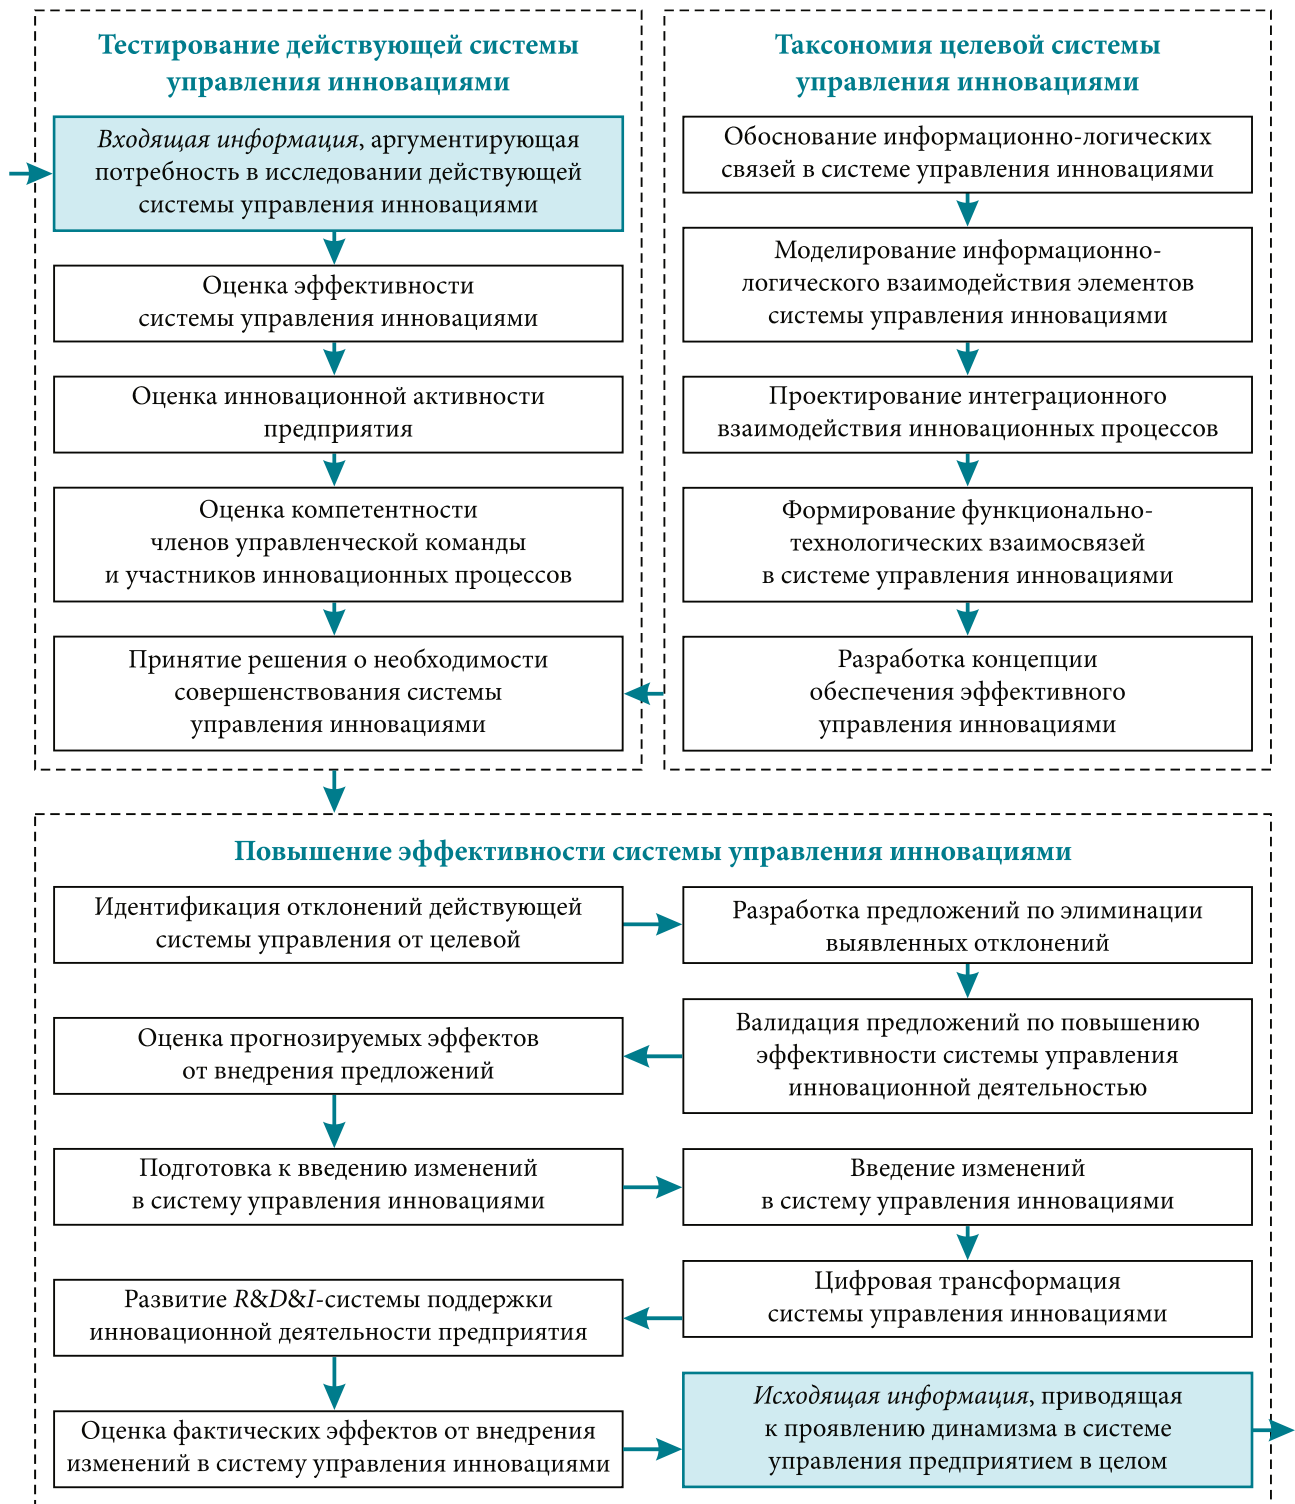 Тестирование действующей системы
управления инновациями
Входящая информация, аргументирующая
потребность в исследовании действующей
системы управления инновациями
Оценка эффективности
системы управления инновациями
Оценка инновационной активности
предприятия
Оценка компетентности
членов управленческой команды
и участников инновационных процессов
Принятие решения о необходимости
совершенствования системы
управления инновациями
Таксономия целевой системы
управления инновациями
Обоснование информационно-логических
связей в системе управления инновациями
Моделирование информационно-
логического взаимодействия элементов
системы управления инновациями
Проектирование интеграционного
взаимодействия инновационных процессов
Формирование функционально-
технологических взаимосвязей
в системе управления инновациями
Разработка концепции
обеспечения эффективного
управления инновациями
Повышение эффективности системы управления инновациями
Идентификация отклонений действующей
системы управления от целевой
Разработка предложений по элиминации
выявленных отклонений
Валидация предложений по повышению
эффективности системы управления
инновационной деятельностью
Оценка прогнозируемых эффектов
от внедрения предложений
Подготовка к введению изменений
в систему управления инновациями
Введение изменений
в систему управления инновациями
Цифровая трансформация
системы управления инновациями
Развитие R&D&I-системы поддержки
инновационной деятельности предприятия
Оценка фактических эффектов от внедрения
изменений в систему управления инновациями
Исходящая информация, приводящая
к проявлению динамизма в системе
управления предприятием в целом